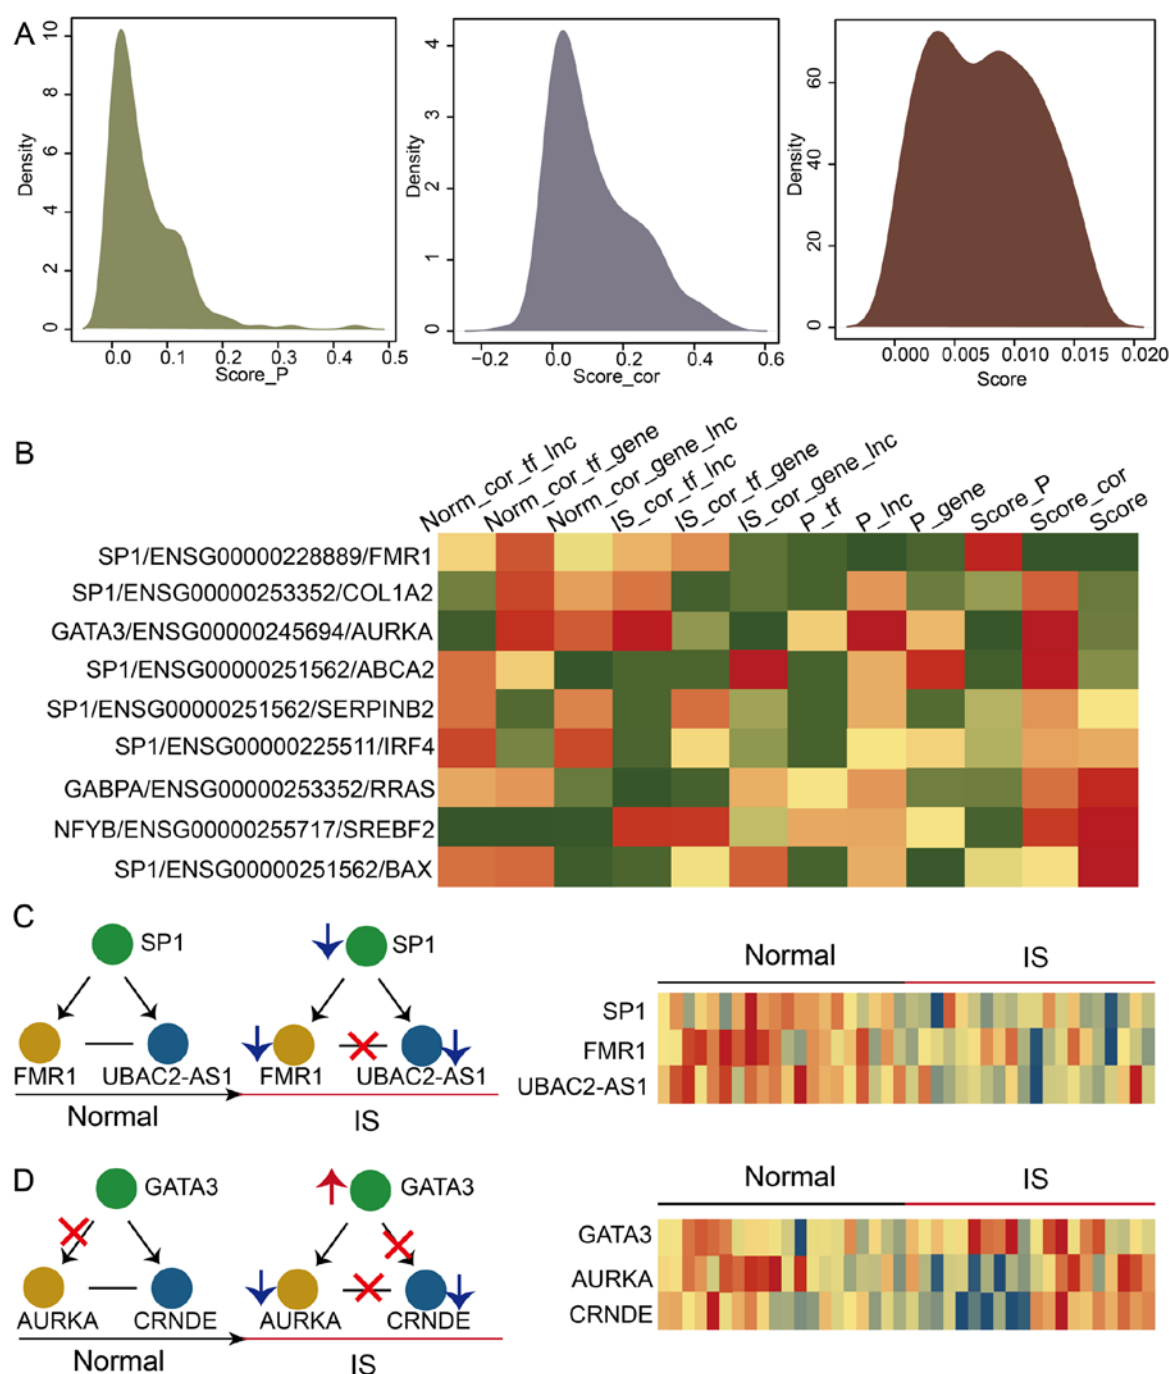 A
10
8
6
4
2
0
Density
0.0 0.1 0.2 0.3 0.4 0.5
Score_P
4
3
2
1
0
Density
−0.2 0.0 0.2 0.4 0.6
Score_cor
60
40
20
0
Density
0.000 0.005 0.010 0.015 0.020
Score
B
Norm_cor_tf_lnc
Norm_cor_tf_gene
Norm_cor_gene_lnc
IS_cor_tf_lnc
IS_cor_tf_gene
IS_cor_gene_lnc
P_tf
P_lnc
P_gene
Score_P
Score_cor
Score
SP1/ENSG00000228889/FMR1
SP1/ENSG00000253352/COL1A2
GATA3/ENSG00000245694/AURKA
SP1/ENSG00000251562/ABCA2
SP1/ENSG00000251562/SERPINB2
SP1/ENSG00000225511/IRF4
GABPA/ENSG00000253352/RRAS
NFYB/ENSG00000255717/SREBF2
SP1/ENSG00000251562/BAX
C
SP1
FMR1 UBAC2-AS1
Normal
SP1
FMR1 UBAC2-AS1
IS
Normal IS
SP1
FMR1
UBAC2-AS1
D
GATA3
AURKA CRNDE
Normal
GATA3
AURKA CRNDE
IS
Normal IS
GATA3
AURKA
CRNDE